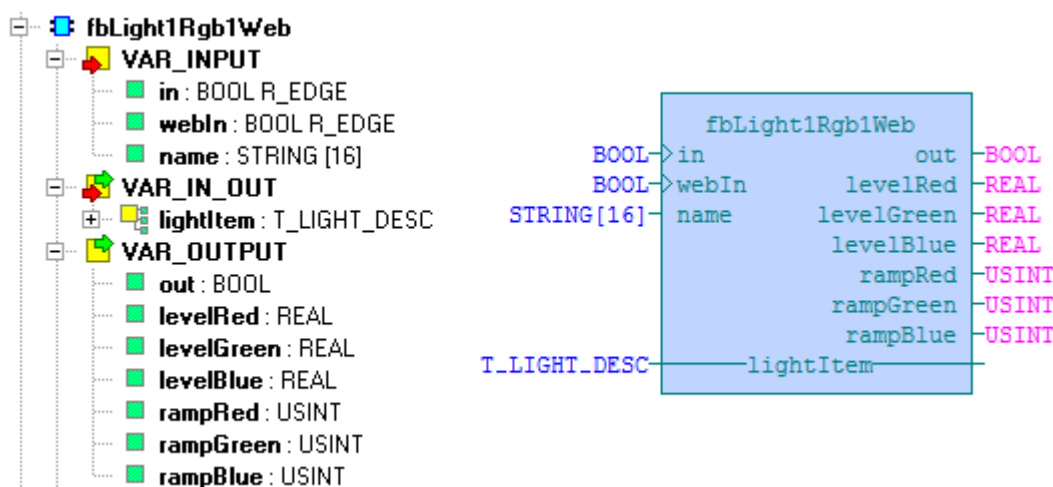 fbLight1Rgb1Web
VAR_INPUT
in : BOOL R_EDGE
webIn : BOOL R_EDGE
name : STRING [16]
VAR_IN_OUT
lightItem : T_LIGHT_DESC
VAR_OUTPUT
out : BOOL
levelRed : REAL
levelGreen : REAL
levelBlue : REAL
rampRed : USINT
rampGreen : USINT
rampBlue : USINT
fbLight1Rgb1Web
BOOL in out BOOL
BOOL webIn levelRed REAL
STRING[16] name levelGreen REAL
levelBlue REAL
rampRed USINT
rampGreen USINT
rampBlue USINT
T_LIGHT_DESC lightItem